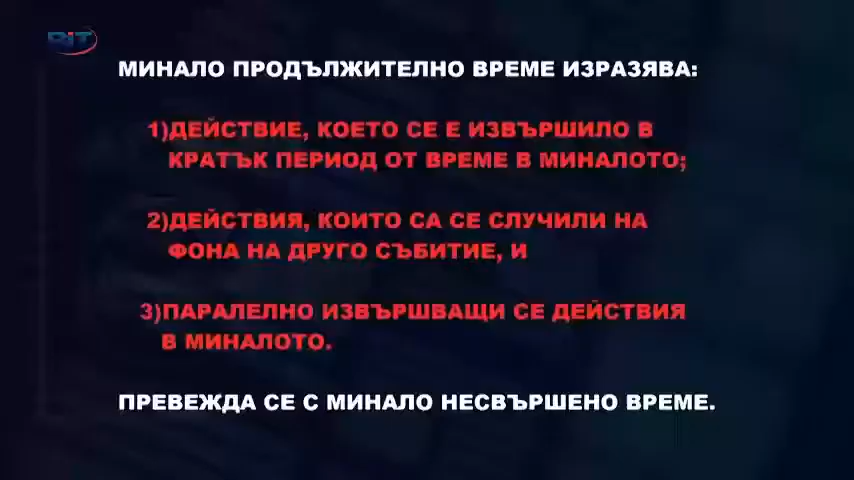 BIT
МИНАЛО ПРОДЪЛЖИТЕЛНО ВРЕМЕ ИЗРАЗЯВА:
1)ДЕЙСТВИЕ, КОЕТО СЕ Е ИЗВЪРШИЛО В
КРАТЪК ПЕРИОД ОТ ВРЕМЕ В МИНАЛОТО;
2)ДЕЙСТВИЯ, КОИТО СА СЕ СЛУЧИЛИ НА
ФОНА НА ДРУГО СЪБИТИЕ, И
3)ПАРАЛЕЛНО ИЗВЪРШВАЩИ СЕ ДЕЙСТВИЯ
В МИНАЛОТО.
ПРЕВЕЖДА СЕ С МИНАЛО НЕСВЪРШЕНО ВРЕМЕ.